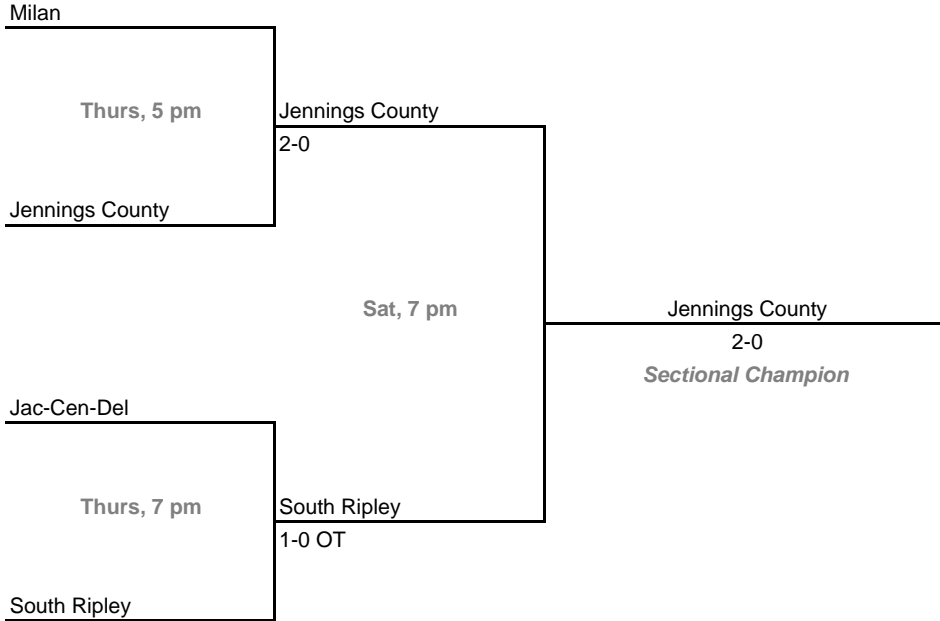 Milan
Thurs, 5 pm
Jennings County
2-0
Jennings County
Sat, 7 pm
Jennings County
2-0
Sectional Champion
Jac-Cen-Del
Thurs, 7 pm
South Ripley
1-0 OT
South Ripley